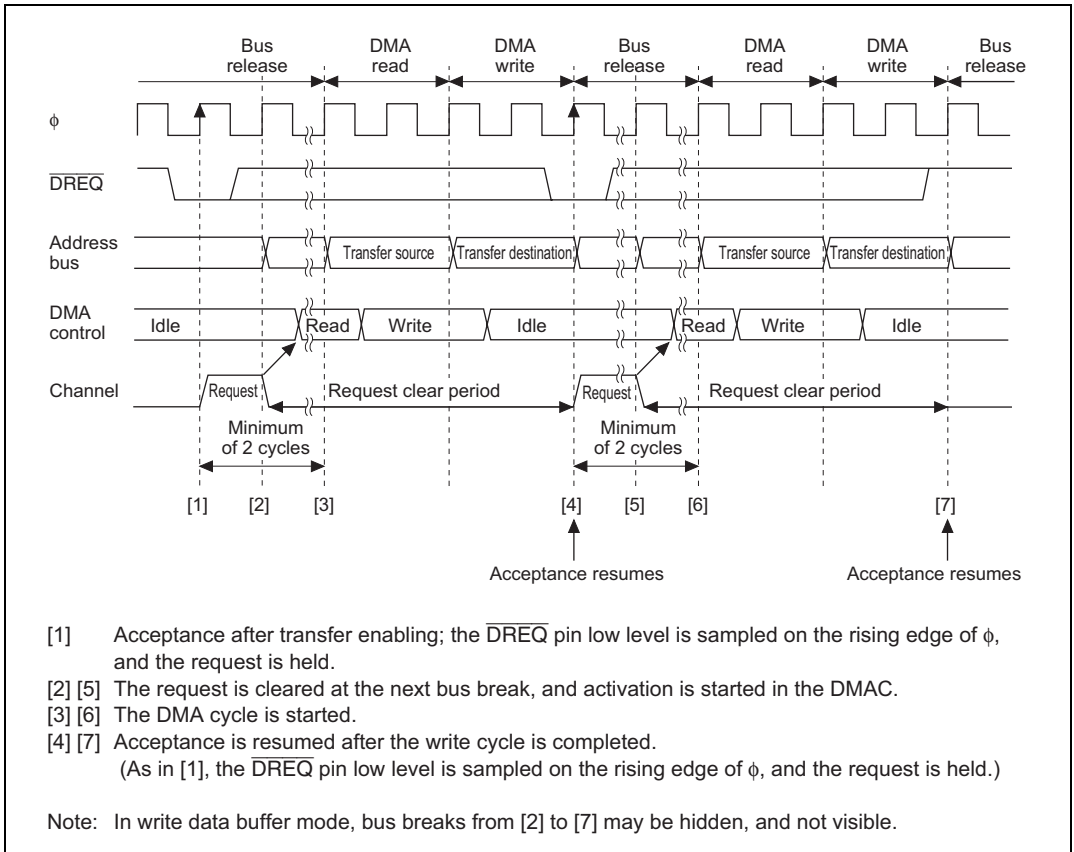 Bus release DMA read DMA write Bus release DMA read DMA write Bus release
φ
DREQ
Address bus
Transfer source Transfer destination Transfer source Transfer destination
DMA control
Idle Read Write Idle Read Write Idle
Channel
Request Request clear period Request Request clear period
Minimum of 2 cycles Minimum of 2 cycles
[1] [2] [3] [4] [5] [6] [7]
Acceptance resumes Acceptance resumes
[1] Acceptance after transfer enabling; the DREQ pin low level is sampled on the rising edge of φ,
and the request is held.
[2] [5] The request is cleared at the next bus break, and activation is started in the DMAC.
[3] [6] The DMA cycle is started.
[4] [7] Acceptance is resumed after the write cycle is completed.
(As in [1], the DREQ pin low level is sampled on the rising edge of φ, and the request is held.)
Note: In write data buffer mode, bus breaks from [2] to [7] may be hidden, and not visible.